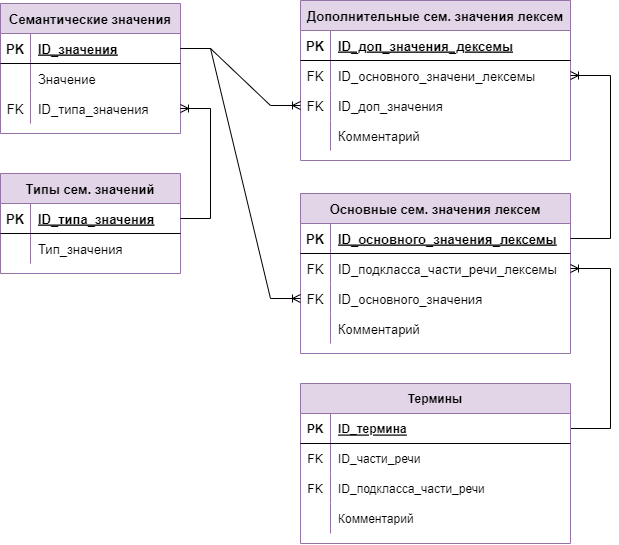 Семантические значения
PK ID_значения
Значение
FK ID_типа_значения
Типы сем. значений
PK ID_типа_значения
Тип_значения
Дополнительные сем. значения лексем
PK ID_доп_значения_дексемы
FK ID_основного_значени_лексемы
FK ID_доп_значения
Комментарий
Основные сем. значения лексем
PK ID_основного_значения_лексемы
FK ID_подкласса_части_речи_лексемы
FK ID_основного_значения
Комментарий
Термины
PK ID_термина
FK ID_части_речи
FK ID_подкласса_части_речи
Комментарий